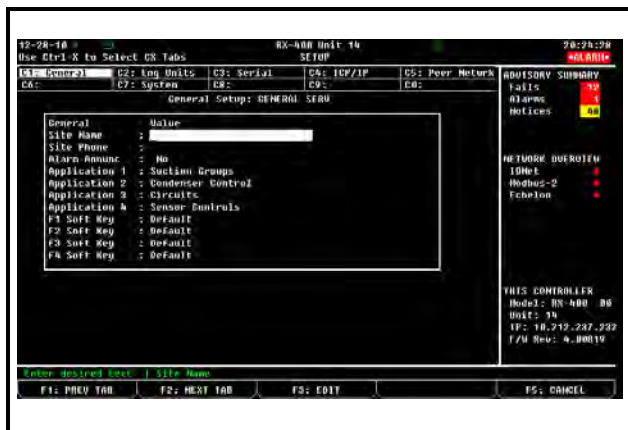 12-28-10 RX-400 Unit 14 20:24:28
Use Ctrl-X to Select CX Tabs SETUP *ALARM*
C1: General C2: Eng Units C3: Serial C4: TCP/IP C5: Peer Network
C6: C7: System C8: C9: C0:
General Setup: GENERAL SERV
General Value
Site Name :
Site Phone :
Alarm Annunc : No
Application 1 : Suction Groups
Application 2 : Condenser Control
Application 3 : Circuits
Application 4 : Sensor Controls
F1 Soft Key : Default
F2 Soft Key : Default
F3 Soft Key : Default
F4 Soft Key : Default
ADVISORY SUMMARY
Fails
Alarms
Notices
NETWORK OVERVIEW
IONet
Modbus-2
Echelon
THIS CONTROLLER
Model: RX-400 00
Unit: 14
IP: 10.212.237.232
F/W Rev: 4.00B19
Enter desired text | Site Name
F1: PREV TAB F2: NEXT TAB F3: EDIT F5: CANCEL